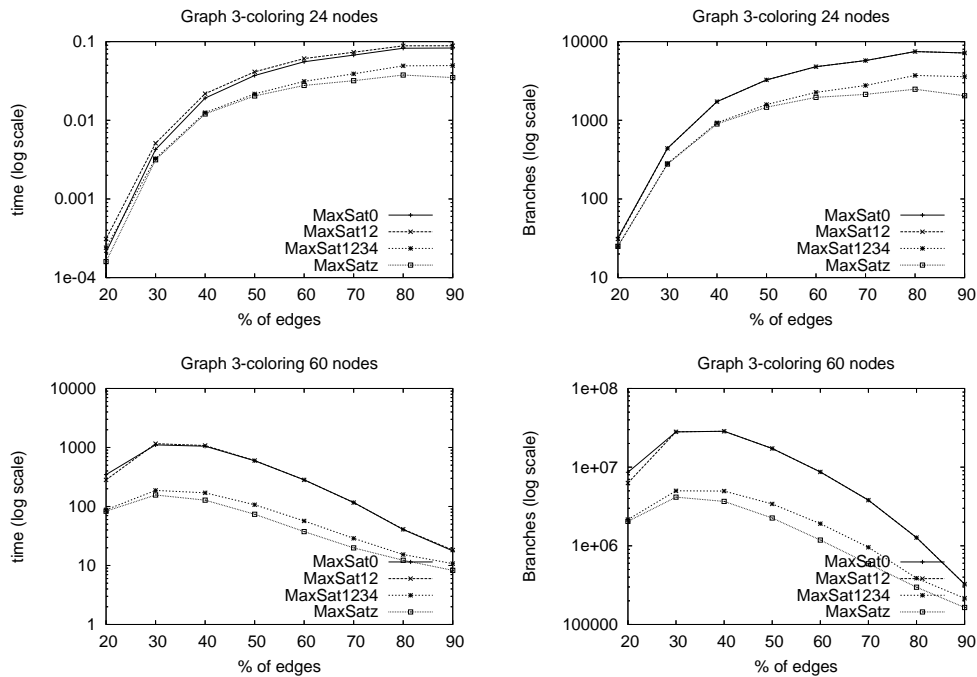 Graph 3-coloring 24 nodes
time (log scale)
0.1
0.01
0.001
1e-04
MaxSat0
MaxSat12
MaxSat1234
MaxSatz
20 30 40 50 60 70 80 90
% of edges
Graph 3-coloring 24 nodes
Branches (log scale)
10000
1000
100
10
MaxSat0
MaxSat12
MaxSat1234
MaxSatz
20 30 40 50 60 70 80 90
% of edges
Graph 3-coloring 60 nodes
time (log scale)
10000
1000
100
10
1
MaxSat0
MaxSat12
MaxSat1234
MaxSatz
20 30 40 50 60 70 80 90
% of edges
Graph 3-coloring 60 nodes
Branches (log scale)
1e+08
1e+07
1e+06
100000
MaxSat0
MaxSat12
MaxSat1234
MaxSatz
20 30 40 50 60 70 80 90
% of edges